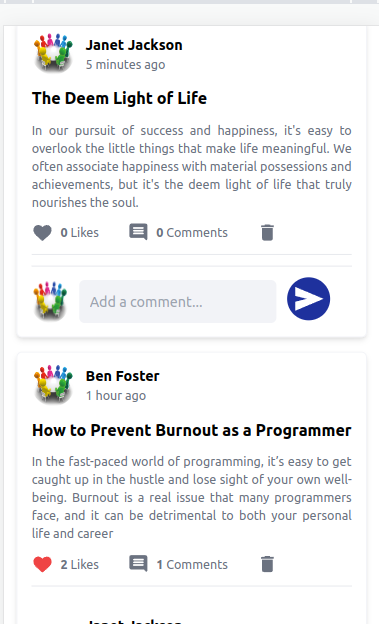 Janet Jackson
5 minutes ago
The Deem Light of Life
In our pursuit of success and happiness, it's easy to
overlook the little things that make life meaningful. We
often associate happiness with material possessions and
achievements, but it's the deem light of life that truly
nourishes the soul.
0 Likes 0 Comments
Add a comment...
Ben Foster
1 hour ago
How to Prevent Burnout as a Programmer
In the fast-paced world of programming, it's easy to get
caught up in the hustle and lose sight of your own well-
being. Burnout is a real issue that many programmers
face, and it can be detrimental to both your personal
life and career
2 Likes 1 Comments
Janet Jackson